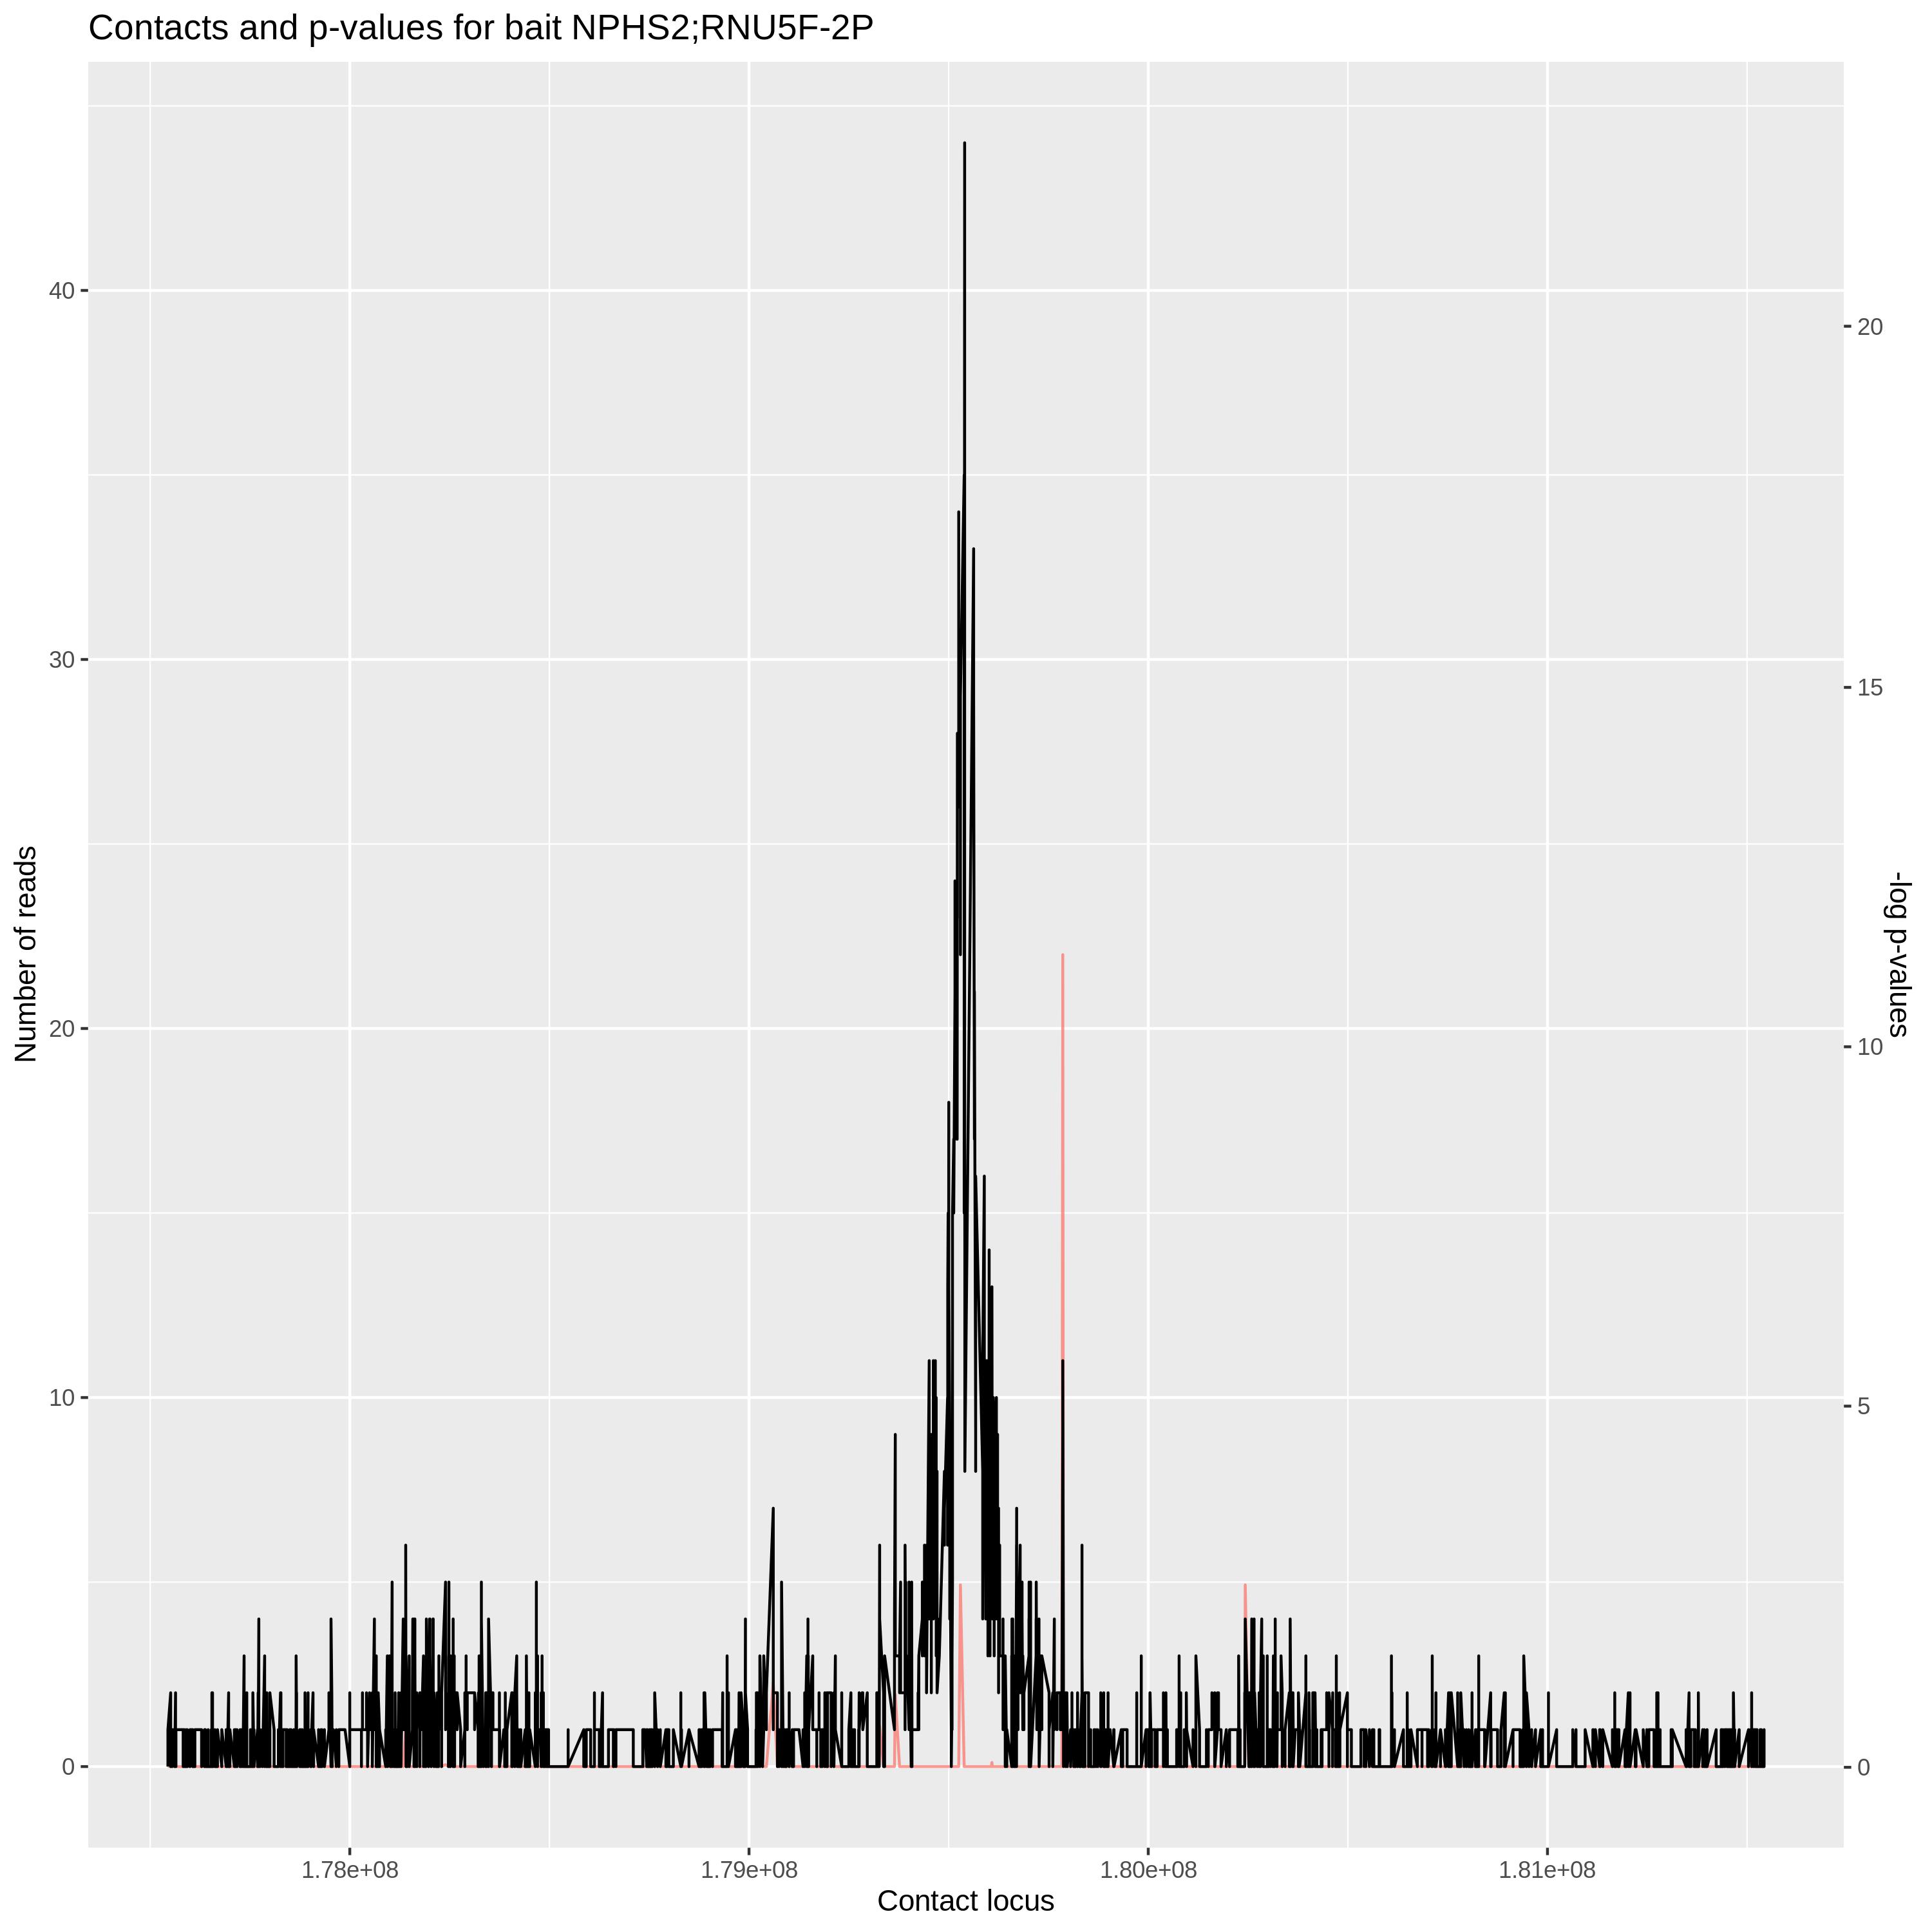 Contacts and p-values for bait NPHS2;RNU5F-2P
Number of reads
40
30
20
10
0
20
15
10
5
0
-log p-values
1.78e+08
1.79e+08
1.80e+08
1.81e+08
Contact locus